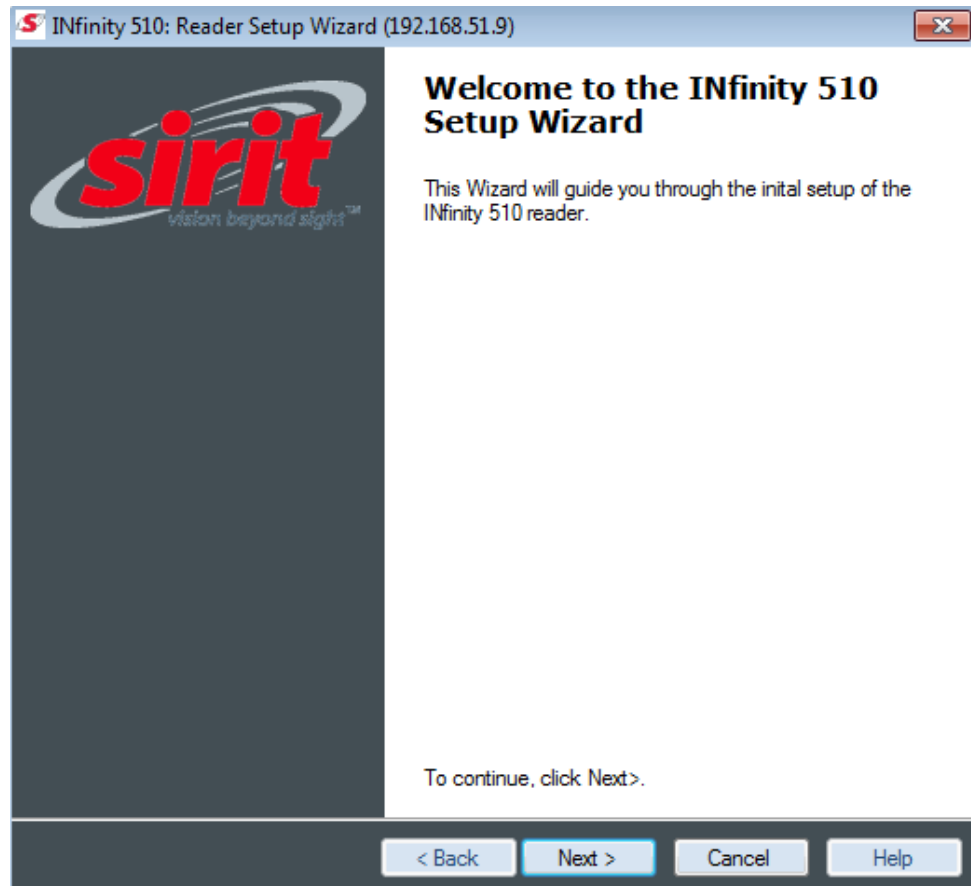 INfinity 510: Reader Setup Wizard (192.168.51.9)
sirit
vision beyond sight™
Welcome to the INfinity 510
Setup Wizard
This Wizard will guide you through the inital setup of the
INfinity 510 reader.
To continue, click Next>.
< Back Next > Cancel Help